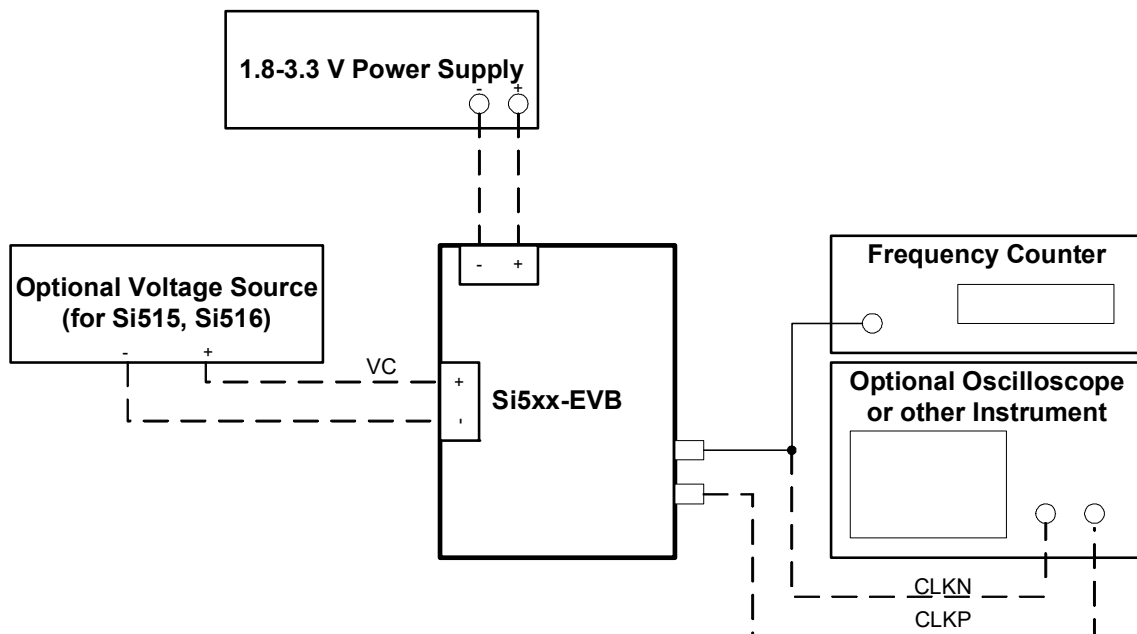 1.8-3.3 V Power Supply
- +
- +
Optional Voltage Source
(for Si515, Si516)
- +
VC
+
-
Si5xx-EVB
Frequency Counter
Optional Oscilloscope
or other Instrument
CLKN
CLKP